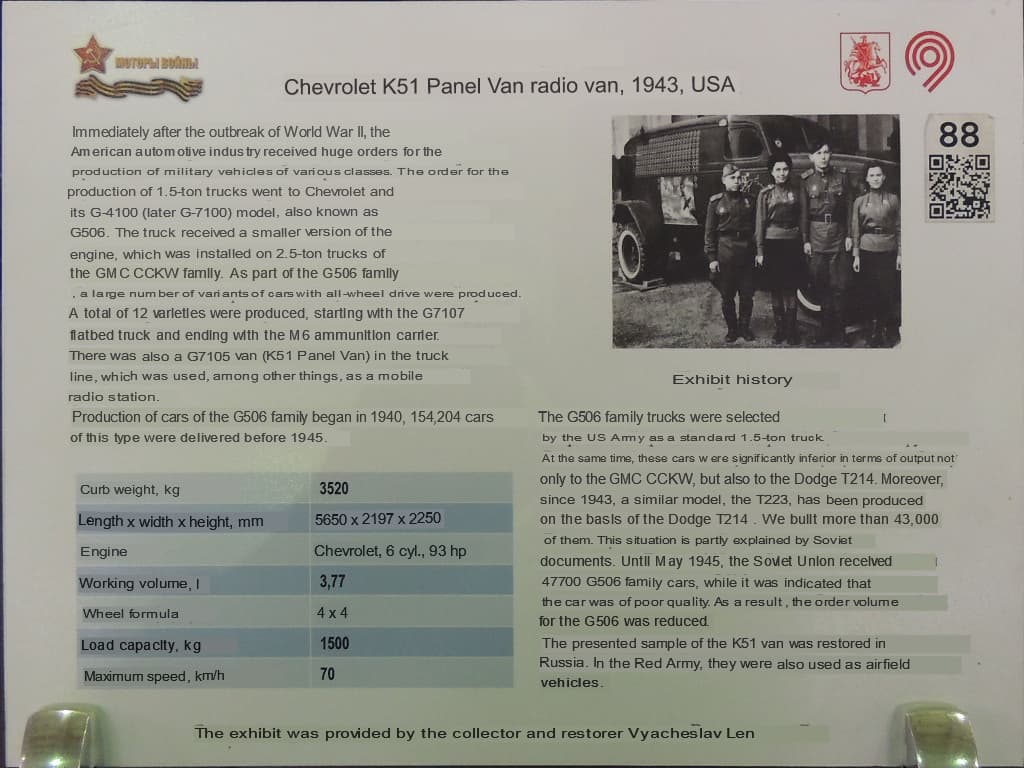 МОТОРЫ ВОЙНЫ
Chevrolet K51 Panel Van radio van, 1943, USA
88
Immediately after the outbreak of World War II, the
American automotive industry received huge orders for the
production of military vehicles of various classes. The order for the
production of 1.5-ton trucks went to Chevrolet and
its G-4100 (later G-7100) model, also known as
G506. The truck received a smaller version of the
engine, which was installed on 2.5-ton trucks of
the GMC CCKW family. As part of the G506 family
, a large number of variants of cars with all-wheel drive were produced.
A total of 12 varieties were produced, starting with the G7107
flatbed truck and ending with the M6 ammunition carrier.
There was also a G7105 van (K51 Panel Van) in the truck
line, which was used, among other things, as a mobile
radio station.
Production of cars of the G506 family began in 1940, 154,204 cars
of this type were delivered before 1945.
Curb weight, kg 3520
Length x width x height, mm 5650 x 2197 x 2250
Engine Chevrolet, 6 cyl., 93 hp
Working volume, l 3,77
Wheel formula 4 x 4
Load capacity, kg 1500
Maximum speed, km/h 70
Exhibit history
The G506 family trucks were selected
by the US Army as a standard 1.5-ton truck.
At the same time, these cars were significantly inferior in terms of output not
only to the GMC CCKW, but also to the Dodge T214. Moreover,
since 1943, a similar model, the T223, has been produced
on the basis of the Dodge T214 . We built more than 43,000
of them. This situation is partly explained by Soviet
documents. Until May 1945, the Soviet Union received
47700 G506 family cars, while it was indicated that
the car was of poor quality. As a result , the order volume
for the G506 was reduced.
The presented sample of the K51 van was restored in
Russia. In the Red Army, they were also used as airfield
vehicles.
The exhibit was provided by the collector and restorer Vyacheslav Len